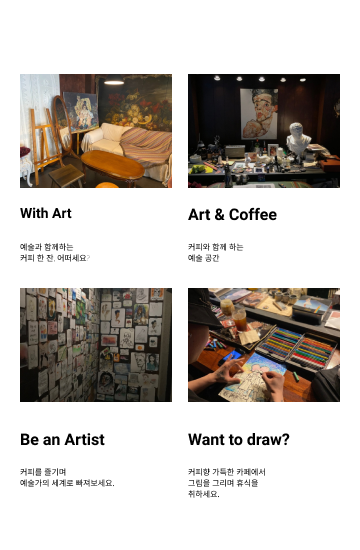 With Art
예술과 함께하는
커피 한 잔, 어떠세요?
Art & Coffee
커피와 함께 하는
예술 공간
Be an Artist
커피를 즐기며
예술가의 세계로 빠져보세요.
Want to draw?
커피향 가득한 카페에서
그림을 그리며 휴식을
취하세요.